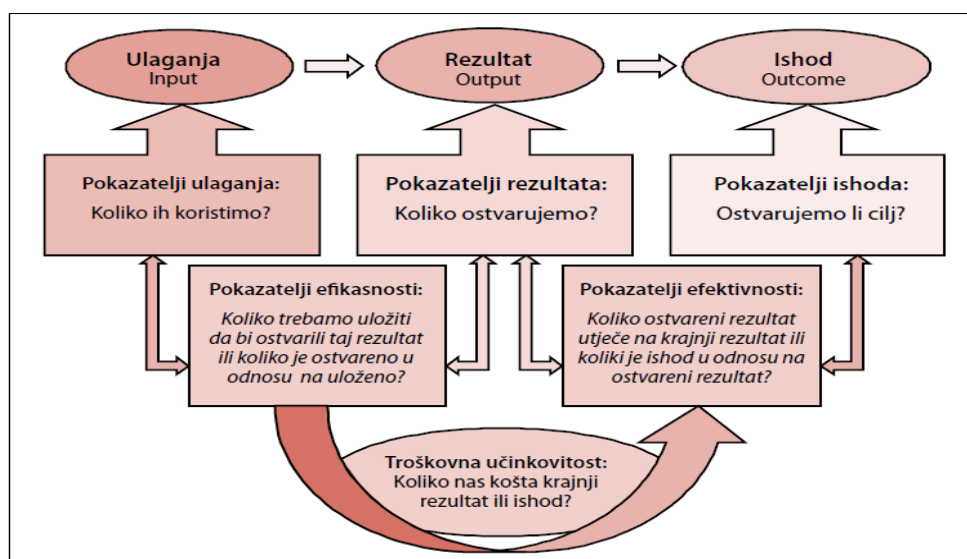 Ulaganja
Input
Rezultat
Output
Ishod
Outcome
Pokazatelji ulaganja:
Koliko ih koristimo?
Pokazatelji rezultata:
Koliko ostvarujemo?
Pokazatelji ishoda:
Ostvarujemo li cilj?
Pokazatelji efikasnosti:
Koliko trebamo uložiti
da bi ostvarili taj rezultat
ili koliko je ostvareno u
odnosu na uloženo?
Pokazatelji efektivnosti:
Koliko ostvareni rezultat
utječe na krajnji rezultat ili
koliki je ishod u odnosu na
ostvareni rezultat?
Troškovna učinkovitost:
Koliko nas košta krajnji
rezultat ili ishod?